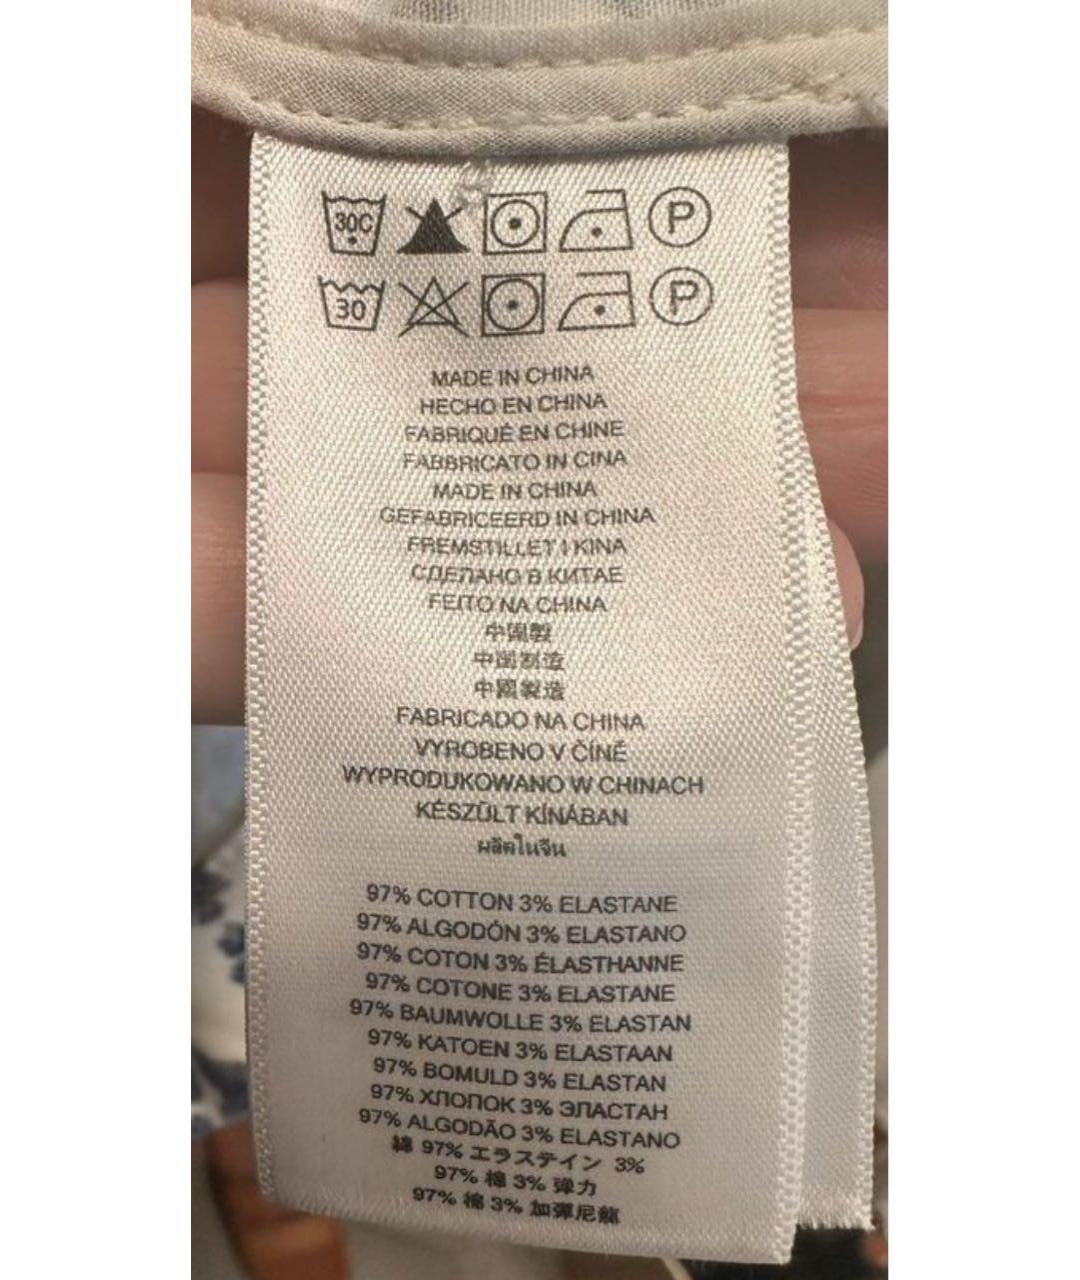 30C P
30 P
MADE IN CHINA
HECHO EN CHINA
FABRIQUÉ EN CHINE
FABBRICATO IN CINA
MADE IN CHINA
GEFABRICEERD IN CHINA
FREMSTILLET I KINA
СДЕЛАНО В КИТАЕ
FEITO NA CHINA
中国製
中国制造
中國製造
FABRICADO NA CHINA
VYROBENO V ČÍNĚ
WYPRODUKOWANO W CHINACH
KÉSZÜLT KÍNÁBAN
ผลิตในจีน
97% COTTON 3% ELASTANE
97% ALGODÓN 3% ELASTANO
97% COTON 3% ÉLASTHANNE
97% COTONE 3% ELASTANE
97% BAUMWOLLE 3% ELASTAN
97% KATOEN 3% ELASTAAN
97% BOMULD 3% ELASTAN
97% ХЛОПОК 3% ЭЛАСТАН
97% ALGODÃO 3% ELASTANO
綿 97% エラステイン 3%
97% 棉 3% 弹力
97% 棉 3% 加彈尼龍